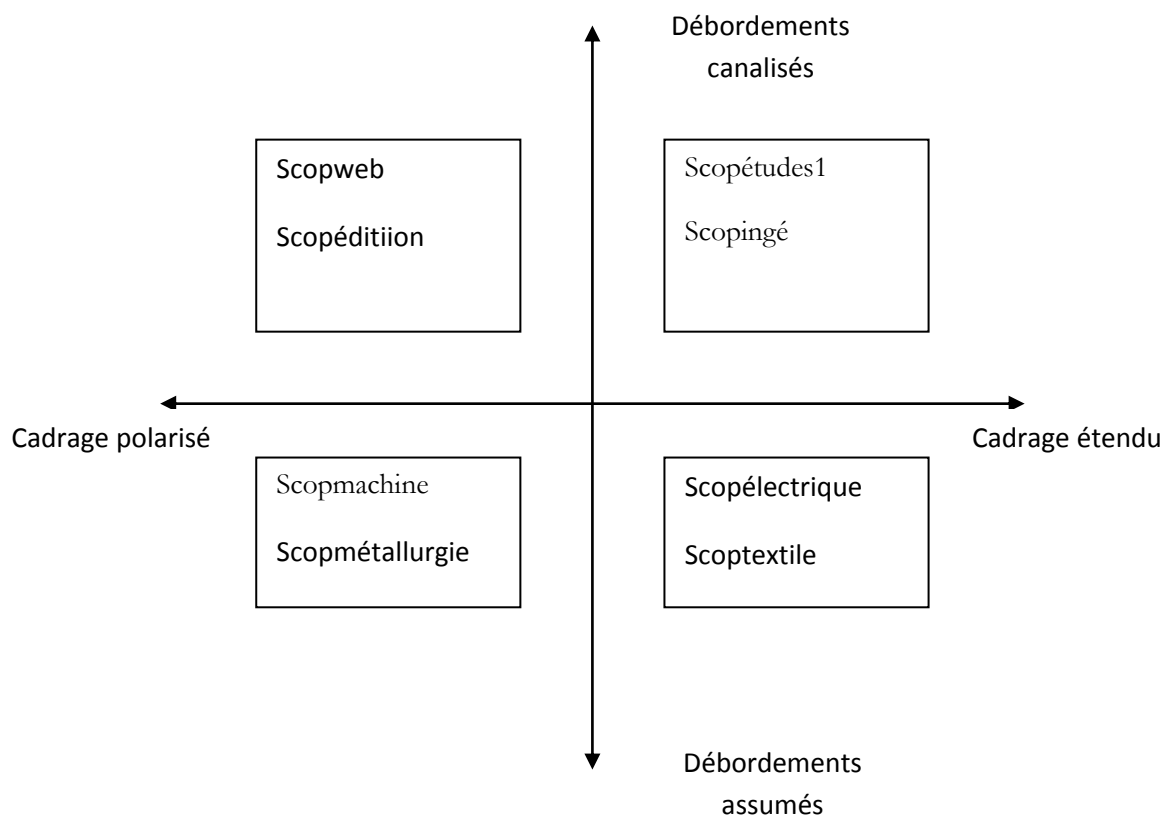 Débordements
canalisés
Scopweb
Scopéditiion
Scopétudes1
Scopingé
Cadrage polarisé
Cadrage étendu
Scopmachine
Scopmétallurgie
Scopélectrique
Scoptextile
Débordements
assumés